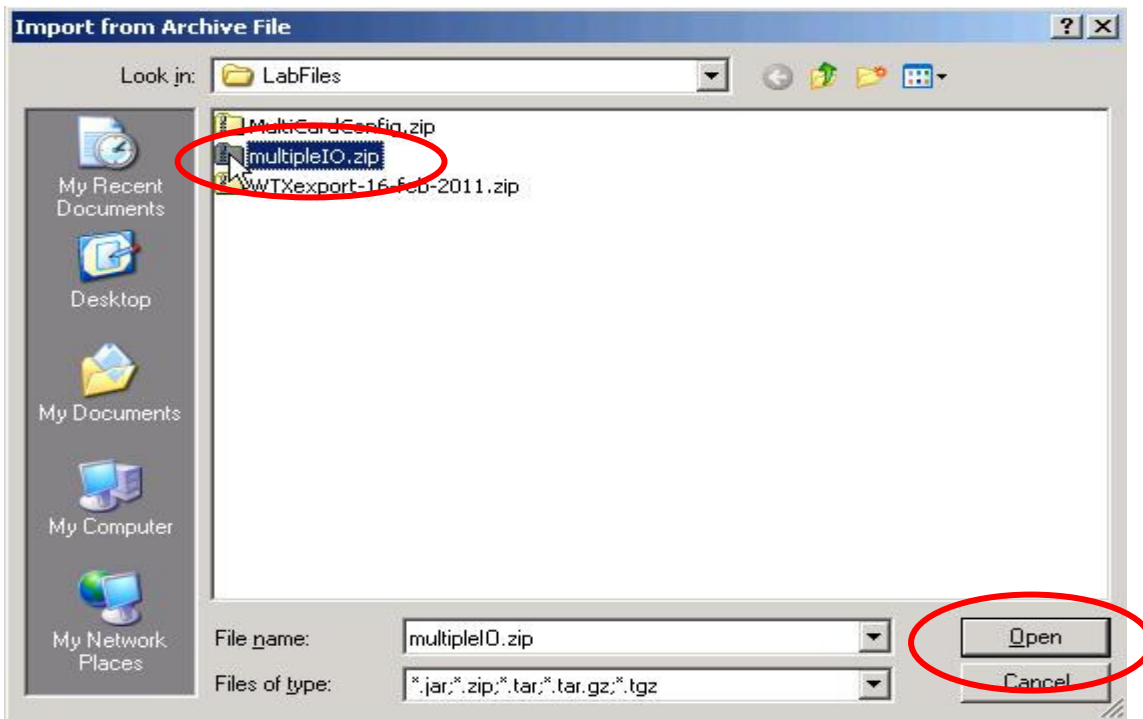 Import from Archive File
Look in: LabFiles
MultiCardConfig.zip
multipleIO.zip
WTXexport-16-feb-2011.zip
My Recent
Documents
Desktop
My Documents
My Computer
My Network
Places
File name: multipleIO.zip Open
Files of type: *.jar;*.zip;*.tar;*.tar.gz;*.tgz Cancel